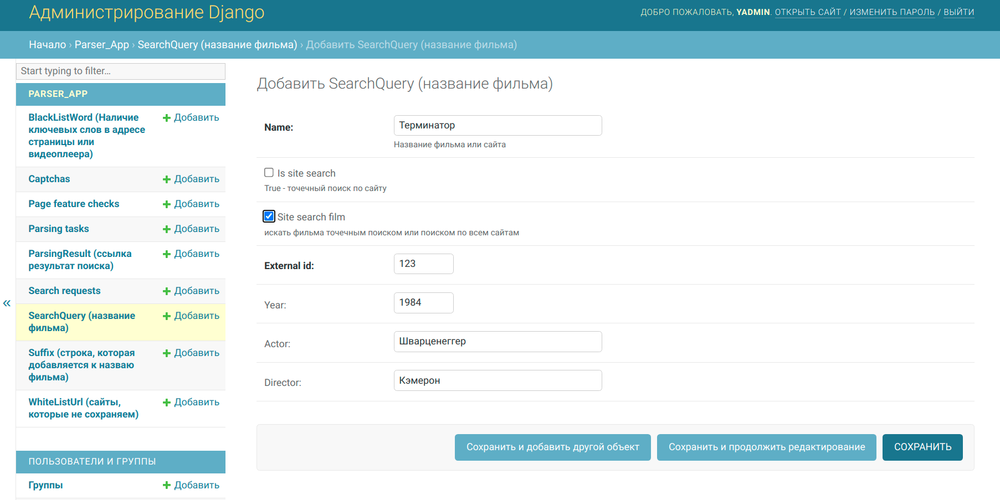 Администрирование Django
ДОБРО ПОЖАЛОВАТЬ, YADMIN. ОТКРЫТЬ САЙТ / ИЗМЕНИТЬ ПАРОЛЬ / ВЫЙТИ
Начало › Parser_App › SearchQuery (название фильма) › Добавить SearchQuery (название фильма)
Start typing to filter...
PARSER_APP
BlackListWord (Наличие
ключевых слов в адресе
страницы или
видеоплеера)
Добавить
Captchas
Добавить
Page feature checks
Добавить
Parsing tasks
Добавить
ParsingResult (ссылка
результат поиска)
Добавить
Search requests
Добавить
«
SearchQuery (название
фильма)
Добавить
Suffix (строка, которая
добавляется к назваю
фильма)
Добавить
WhiteListUrl (сайты,
которые не сохраняем)
Добавить
ПОЛЬЗОВАТЕЛИ И ГРУППЫ
Группы
Добавить
Добавить SearchQuery (название фильма)
Name:
Терминатор
Название фильма или сайта
Is site search
True - точечный поиск по сайту
Site search film
искать фильма точечным поиском или поиском по всем сайтам
External id:
123
Year:
1984
Actor:
Шварценеггер
Director:
Кэмерон
Сохранить и добавить другой объект
Сохранить и продолжить редактирование
СОХРАНИТЬ